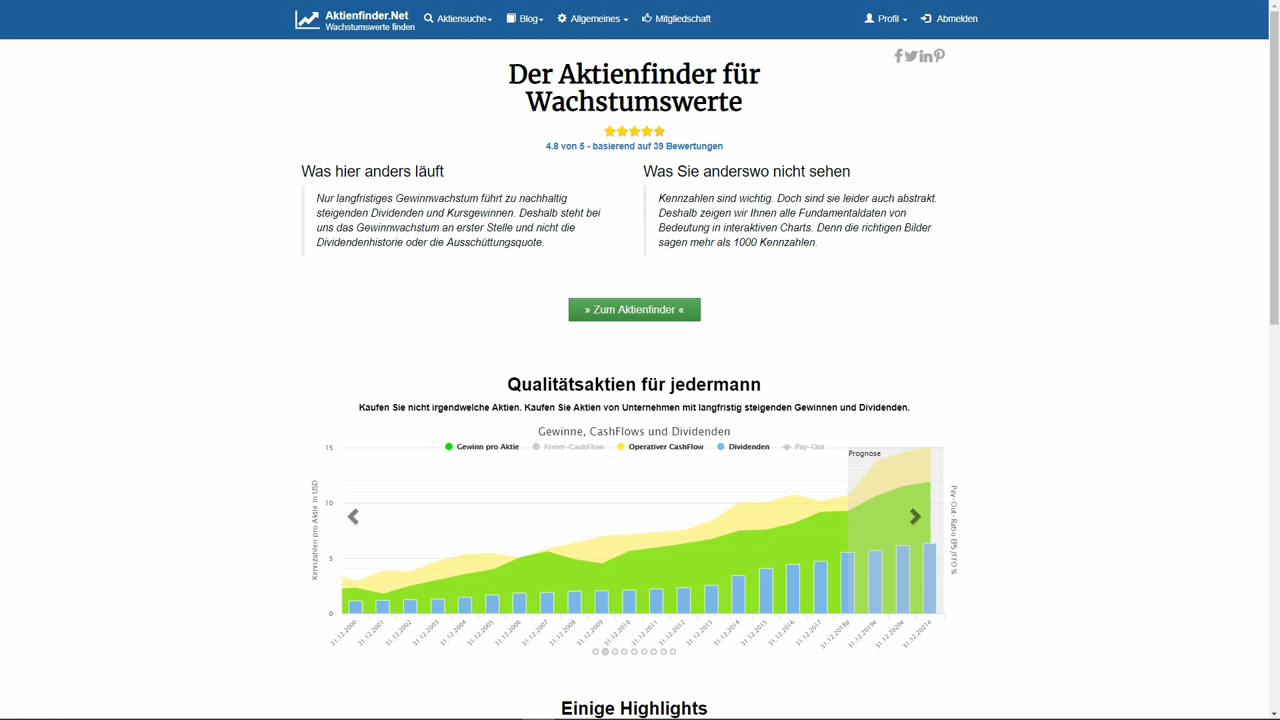 Aktienfinder.Net
Wachstumswerte finden
Aktiensuche
Blog
Allgemeines
Mitgliedschaft
Profil
Abmelden
Der Aktienfinder für
Wachstumswerte
4.8 von 5 - basierend auf 39 Bewertungen
Was hier anders läuft
Nur langfristiges Gewinnwachstum führt zu nachhaltig
steigenden Dividenden und Kursgewinnen. Deshalb steht bei
uns das Gewinnwachstum an erster Stelle und nicht die
Dividendenhistorie oder die Ausschüttungsquote.
Was Sie anderswo nicht sehen
Kennzahlen sind wichtig. Doch sind sie leider auch abstrakt.
Deshalb zeigen wir Ihnen alle Fundamentaldaten von
Bedeutung in interaktiven Charts. Denn die richtigen Bilder
sagen mehr als 1000 Kennzahlen.
» Zum Aktienfinder «
Qualitätsaktien für jedermann
Kaufen Sie nicht irgendwelche Aktien. Kaufen Sie Aktien von Unternehmen mit langfristig steigenden Gewinnen und Dividenden.
Gewinne, CashFlows und Dividenden
Gewinn pro Aktie
Freier-CashFlow
Operativer CashFlow
Dividenden
Pay-Out
Prognose
Kennzahlen pro Aktie in USD
15
10
5
0
Pay-Out-Ratio EPS/FFO %
31.12.2000
31.12.2001
31.12.2002
31.12.2003
31.12.2004
31.12.2005
31.12.2006
31.12.2007
31.12.2008
31.12.2009
31.12.2010
31.12.2011
31.12.2012
31.12.2013
31.12.2014
31.12.2015
31.12.2016
31.12.2017
31.12.2018p
31.12.2019e
31.12.2020e
31.12.2021e
Einige Highlights